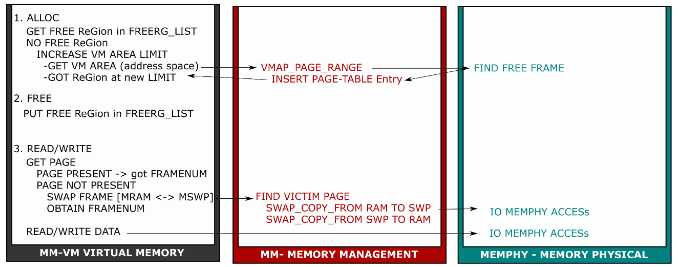 1. ALLOC
GET FREE ReGion in FREERG_LIST
NO FREE ReGion
INCREASE VM AREA LIMIT
-GET VM AREA (address space)
-GOT ReGion at new LIMIT
2. FREE
PUT FREE ReGion in FREERG_LIST
3. READ/WRITE
GET PAGE
PAGE PRESENT -> got FRAMENUM
PAGE NOT PRESENT
SWAP FRAME [MRAM <-> MSWP]
OBTAIN FRAMENUM
READ/WRITE DATA
MM-VM VIRTUAL MEMORY
VMAP_PAGE_RANGE
INSERT PAGE-TABLE Entry
FIND VICTIM PAGE
SWAP_COPY_FROM RAM TO SWP
SWAP_COPY_FROM SWP TO RAM
MM- MEMORY MANAGEMENT
FIND FREE FRAME
IO MEMPHY ACCESs
IO MEMPHY ACCESs
MEMPHY - MEMORY PHYSICAL